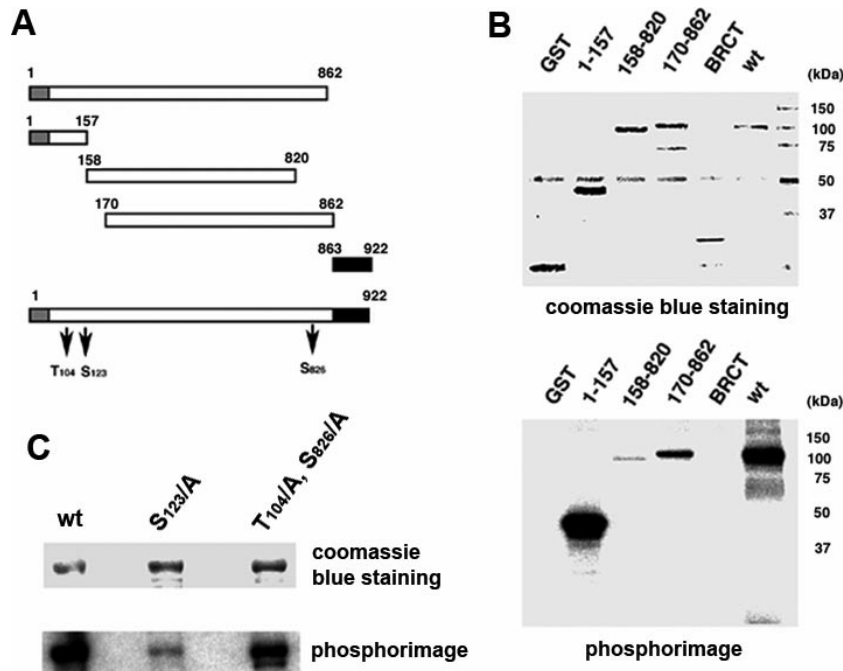 A
1 862
1 157
158 820
170 862
863 922
1 922
T104 S123 S826
B
GST 1-157 158-820 170-862 BRCT wt
(kDa)
150
100
75
50
37
coomassie blue staining
GST 1-157 158-820 170-862 BRCT wt
(kDa)
150
100
75
50
37
phosphorimage
C
wt S123/A T104/A, S826/A
coomassie
blue staining
phosphorimage